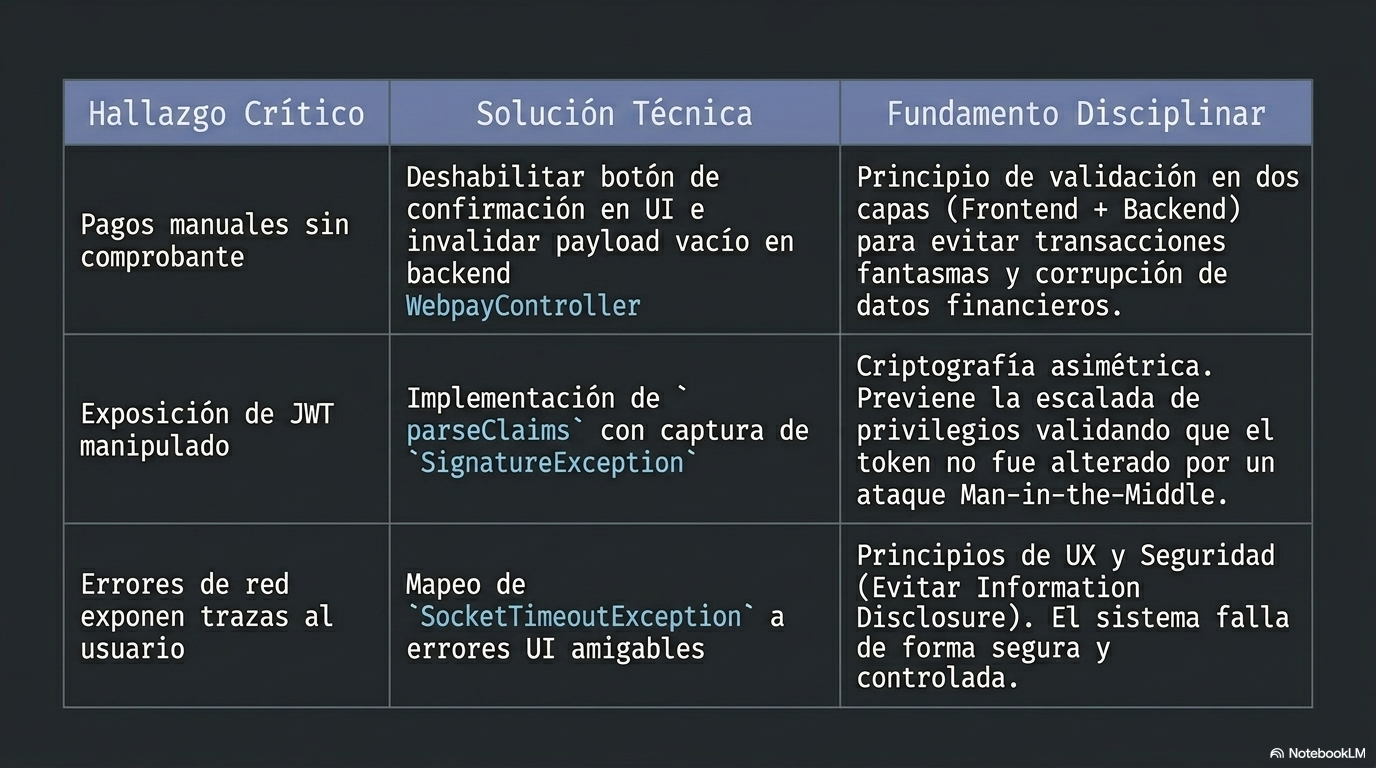 Hallazgo Crítico
Solución Técnica
Fundamento Disciplinar
Pagos manuales sin
comprobante
Deshabilitar botón de
confirmación en UI e
invalidar payload vacío en
backend
WebpayController
Principio de validación en dos
capas (Frontend + Backend)
para evitar transacciones
fantasmas y corrupción de
datos financieros.
Exposición de JWT
manipulado
Implementación de `
parseClaims` con captura de
`SignatureException`
Criptografía asimétrica.
Previene la escalada de
privilegios validando que el
token no fue alterado por un
ataque Man-in-the-Middle.
Errores de red
exponen trazas al
usuario
Mapeo de
`SocketTimeoutException` a
errores UI amigables
Principios de UX y Seguridad
(Evitar Information
Disclosure). El sistema falla
de forma segura y
controlada.
NotebookLM